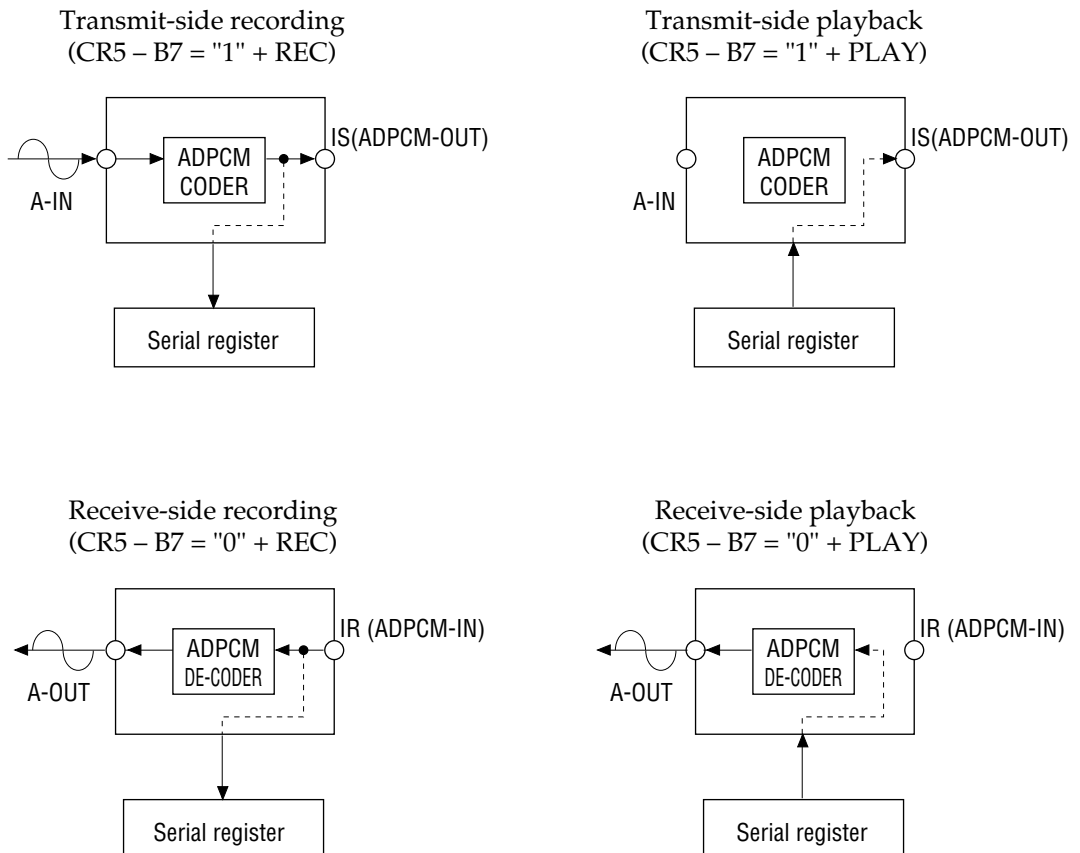 Transmit-side recording
(CR5 – B7 = "1" + REC)
IS(ADPCM-OUT)
ADPCM
CODER
A-IN
Serial register
Transmit-side playback
(CR5 – B7 = "1" + PLAY)
IS(ADPCM-OUT)
ADPCM
CODER
A-IN
Serial register
Receive-side recording
(CR5 – B7 = "0" + REC)
IR (ADPCM-IN)
ADPCM
DE-CODER
A-OUT
Serial register
Receive-side playback
(CR5 – B7 = "0" + PLAY)
IR (ADPCM-IN)
ADPCM
DE-CODER
A-OUT
Serial register